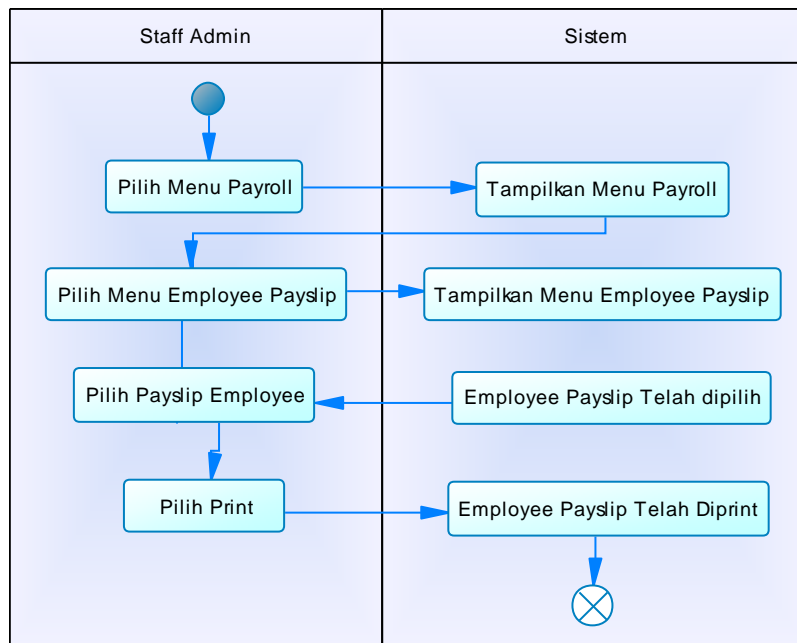 Staff Admin
Sistem
Pilih Menu Payroll
Tampilkan Menu Payroll
Pilih Menu Employee Payslip
Tampilkan Menu Employee Payslip
Pilih Payslip Employee
Employee Payslip Telah dipilih
Pilih Print
Employee Payslip Telah Diprint